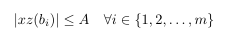 |xz(b_i)| ≤ A ∀i ∈ {1, 2, . . . , m}